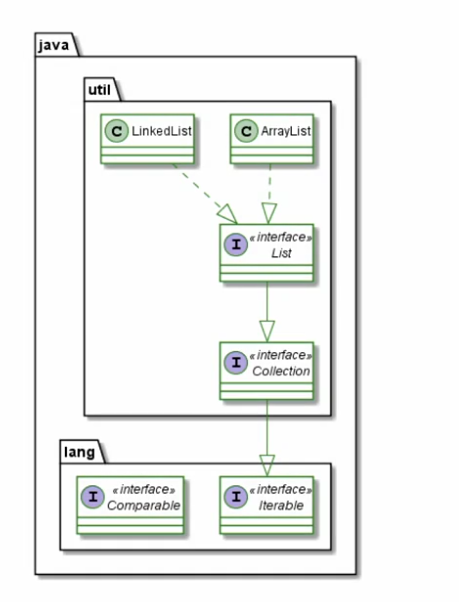 java
util
C LinkedList
C ArrayList
I «interface»
List
I «interface»
Collection
lang
I «interface»
Comparable
I «interface»
Iterable